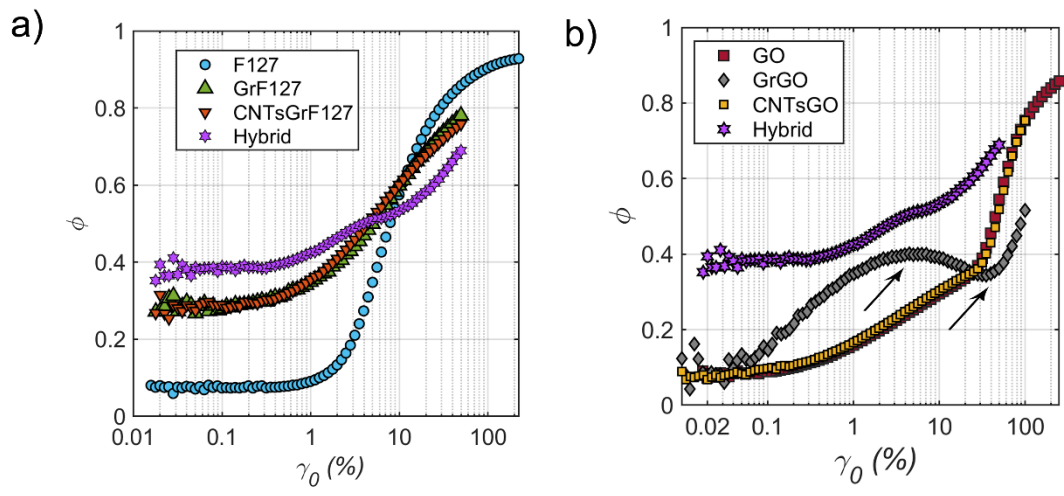 a)
F127
GrF127
CNTsGrF127
Hybrid
1
0.8
0.6
0.4
0.2
0
ϕ
0.01 0.1 1 10 100
γ0 (%)
b)
GO
GrGO
CNTsGO
Hybrid
1
0.8
0.6
0.4
0.2
0
ϕ
0.02 0.1 1 10 100
γ0 (%)